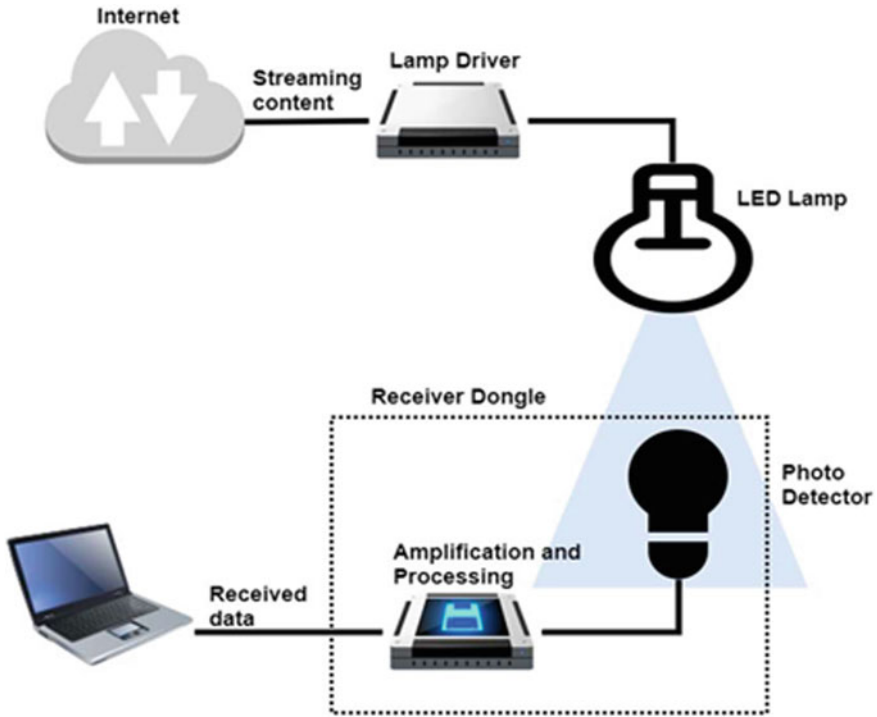 Internet
Streaming
content
Lamp Driver
LED Lamp
Receiver Dongle
Photo
Detector
Amplification and
Processing
Received
data